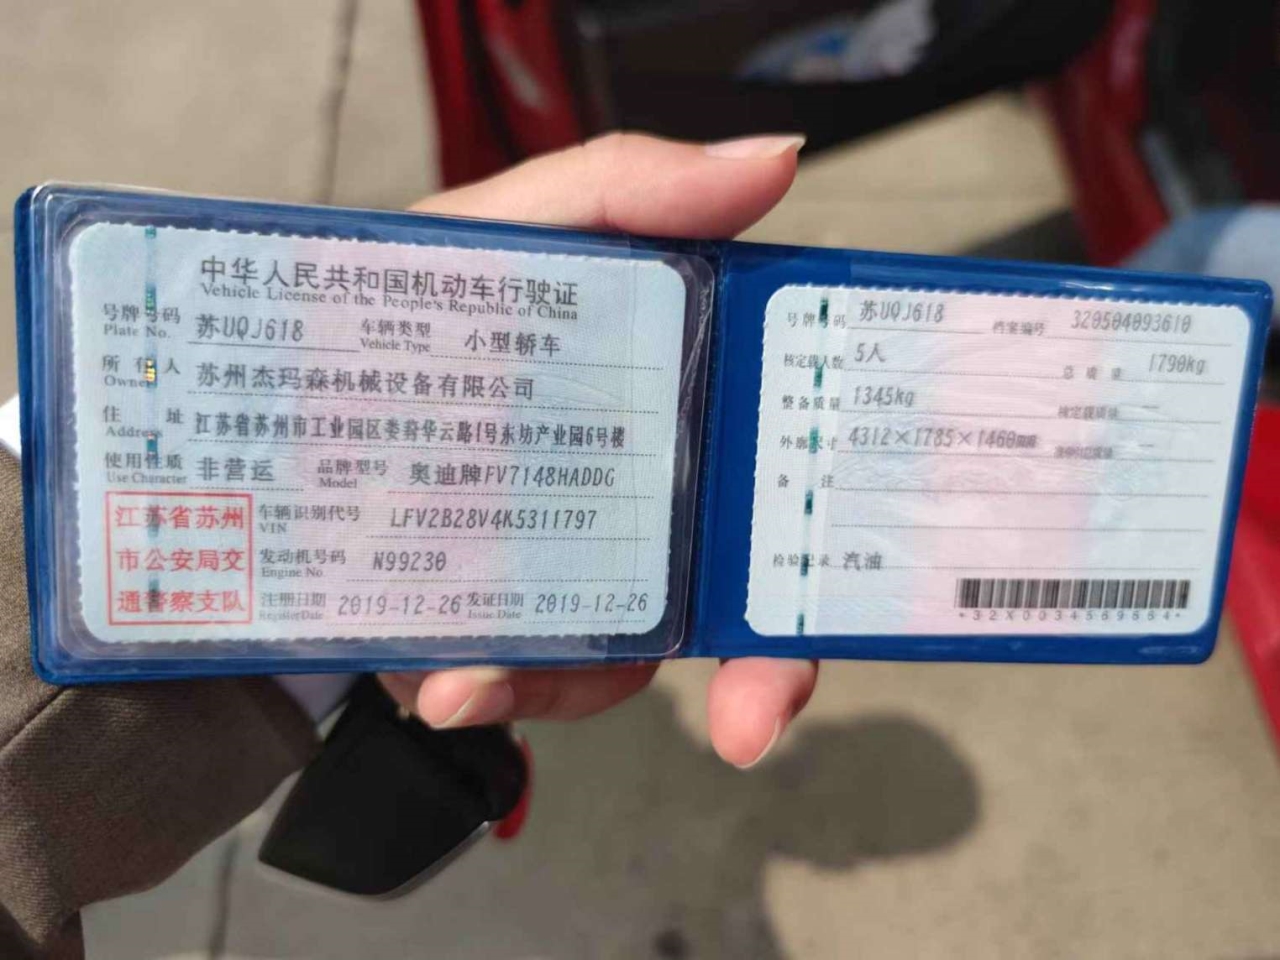 中华人民共和国机动车行驶证
Vehicle License of the People's Republic of China
号牌号码 苏UQJ618 车辆类型 小型轿车
Plate No. Vehicle Type
所有人 苏州杰玛森机械设备有限公司
Owner
住址 江苏省苏州市工业园区娄葑华云路1号东坊产业园6号楼
Address
使用性质 非营运 品牌型号 奥迪牌FV7148HADDG
Use Character Model
江苏省苏州
市公安局交
通警察支队
车辆识别代号 LFV2B28V4K5311797
VIN
发动机号码 N99230
Engine No.
注册日期 2019-12-26 发证日期 2019-12-26
Register Date Issue Date
号牌号码 苏UQJ618 档案编号 320504093610
核定载人数 5人 总质量 1790kg
整备质量 1345kg 核定载质量 —
外廓尺寸 4312×1785×1460mm —
备注
检验记录 汽油
*32X0034569664*